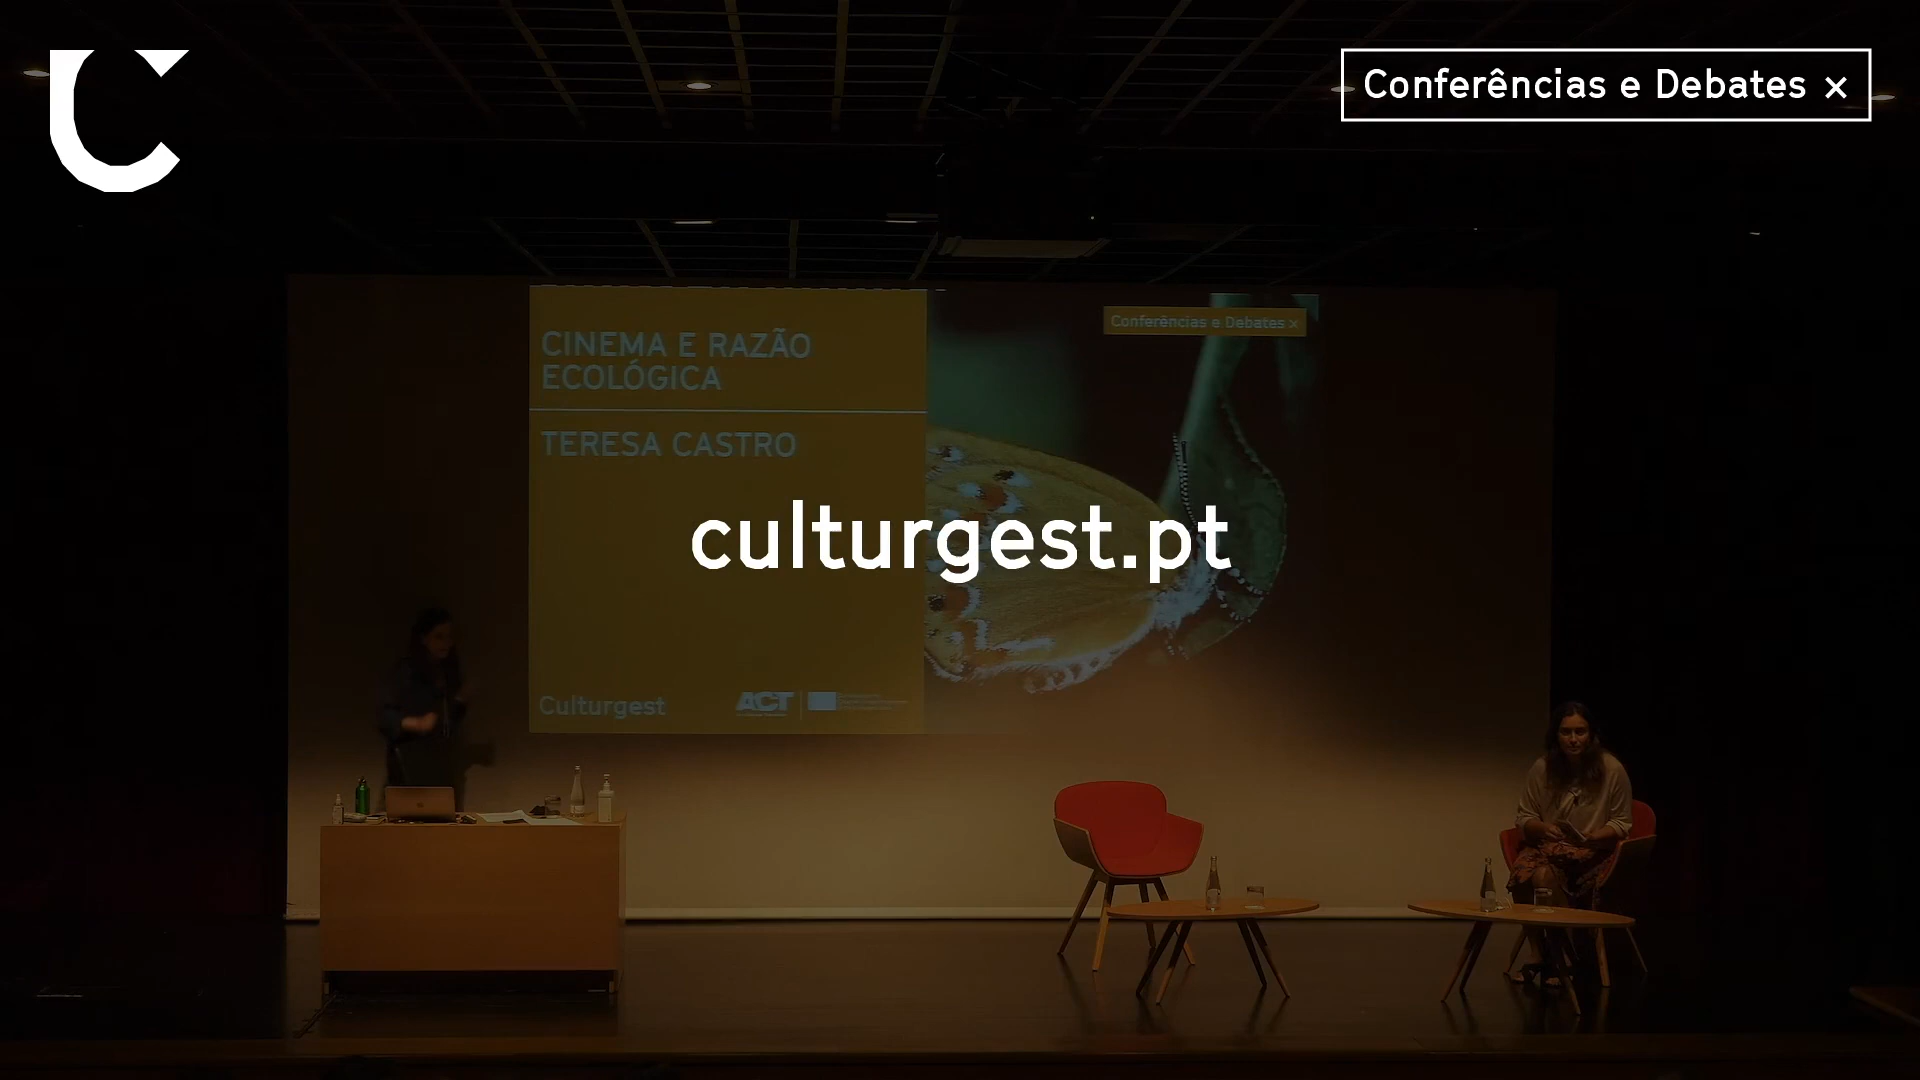 Conferências e Debates ×
CINEMA E RAZÃO
ECOLÓGICA
Conferências e Debates ×
TERESA CASTRO
culturgest.pt
Culturgest
ACT